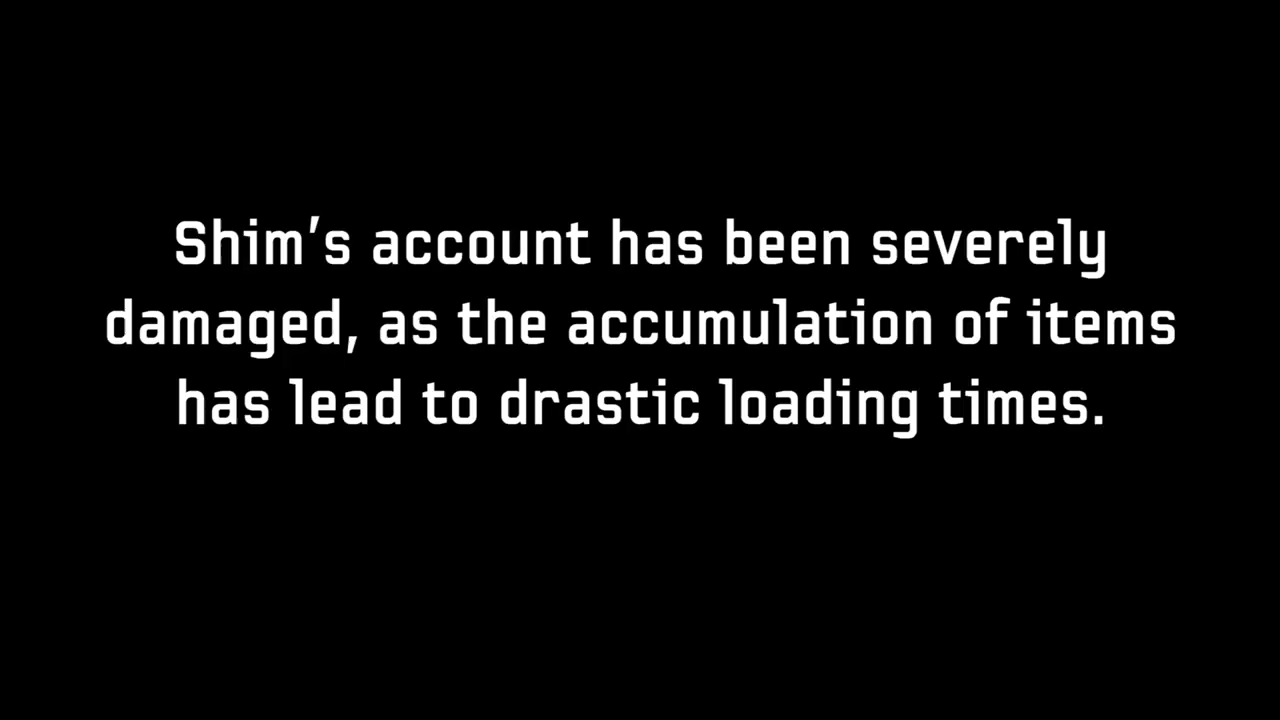 Shim's account has been severely
damaged, as the accumulation of items
has lead to drastic loading times.